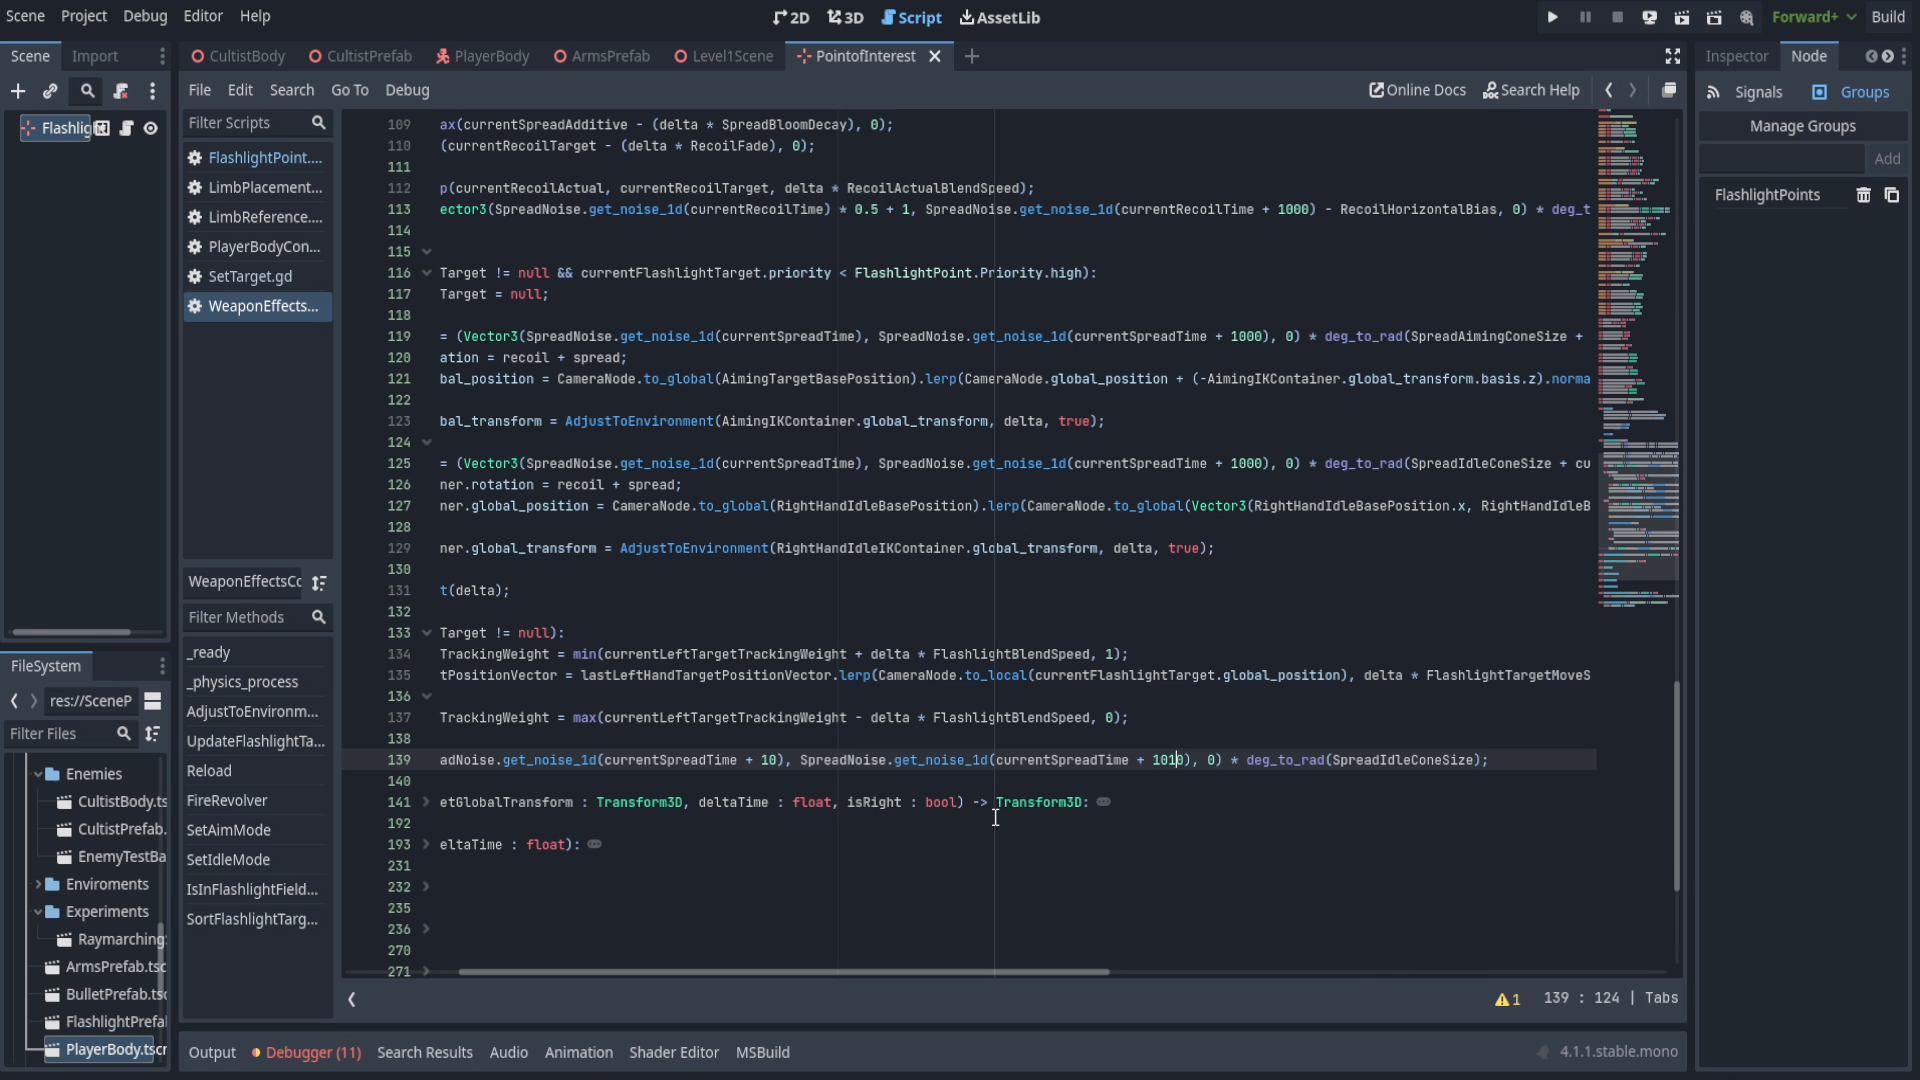 Scene Project Debug Editor Help
2D 3D Script AssetLib
Forward+ Build
Scene Import
CultistBody CultistPrefab PlayerBody ArmsPrefab Level1Scene PointofInterest
Inspector Node
File Edit Search Go To Debug
Online Docs Search Help
Signals Groups
Manage Groups
Add
FlashlightPoints
Flashlig
Filter Scripts
FlashlightPoint....
LimbPlacement...
LimbReference....
PlayerBodyCon...
SetTarget.gd
WeaponEffects...
WeaponEffectsCo
Filter Methods
_ready
_physics_process
AdjustToEnvironm...
UpdateFlashlightTa...
Reload
FireRevolver
SetAimMode
SetIdleMode
IsInFlashlightField...
SortFlashlightTarg...
FileSystem
res://SceneP
Filter Files
Enemies
CultistBody.ts
CultistPrefab.
EnemyTestBa
Enviroments
Experiments
Raymarching
ArmsPrefab.tsc
BulletPrefab.tsc
FlashlightPrefal
PlayerBody.tscr
109 ax(currentSpreadAdditive - (delta * SpreadBloomDecay), 0);
110 (currentRecoilTarget - (delta * RecoilFade), 0);
111
112 p(currentRecoilActual, currentRecoilTarget, delta * RecoilActualBlendSpeed);
113 ector3(SpreadNoise.get_noise_1d(currentRecoilTime) * 0.5 + 1, SpreadNoise.get_noise_1d(currentRecoilTime + 1000) - RecoilHorizontalBias, 0) * deg_t
114
115
116 Target != null && currentFlashlightTarget.priority < FlashlightPoint.Priority.high):
117 Target = null;
118
119 = (Vector3(SpreadNoise.get_noise_1d(currentSpreadTime), SpreadNoise.get_noise_1d(currentSpreadTime + 1000), 0) * deg_to_rad(SpreadAimingConeSize +
120 ation = recoil + spread;
121 bal_position = CameraNode.to_global(AimingTargetBasePosition).lerp(CameraNode.global_position + (-AimingIKContainer.global_transform.basis.z).norma
122
123 bal_transform = AdjustToEnvironment(AimingIKContainer.global_transform, delta, true);
124
125 = (Vector3(SpreadNoise.get_noise_1d(currentSpreadTime), SpreadNoise.get_noise_1d(currentSpreadTime + 1000), 0) * deg_to_rad(SpreadIdleConeSize + cu
126 ner.rotation = recoil + spread;
127 ner.global_position = CameraNode.to_global(RightHandIdleBasePosition).lerp(CameraNode.to_global(Vector3(RightHandIdleBasePosition.x, RightHandIdleB
128
129 ner.global_transform = AdjustToEnvironment(RightHandIdleIKContainer.global_transform, delta, true);
130
131 t(delta);
132
133 Target != null):
134 TrackingWeight = min(currentLeftTargetTrackingWeight + delta * FlashlightBlendSpeed, 1);
135 tPositionVector = lastLeftHandTargetPositionVector.lerp(CameraNode.to_local(currentFlashlightTarget.global_position), delta * FlashlightTargetMoveS
136
137 TrackingWeight = max(currentLeftTargetTrackingWeight - delta * FlashlightBlendSpeed, 0);
138
139 adNoise.get_noise_1d(currentSpreadTime + 10), SpreadNoise.get_noise_1d(currentSpreadTime + 1010), 0) * deg_to_rad(SpreadIdleConeSize);
140
141 etGlobalTransform : Transform3D, deltaTime : float, isRight : bool) -> Transform3D:
192
193 eltaTime : float):
231
232
235
236
270
271
1 139 : 124 | Tabs
Output Debugger (11) Search Results Audio Animation Shader Editor MSBuild
4.1.1.stable.mono